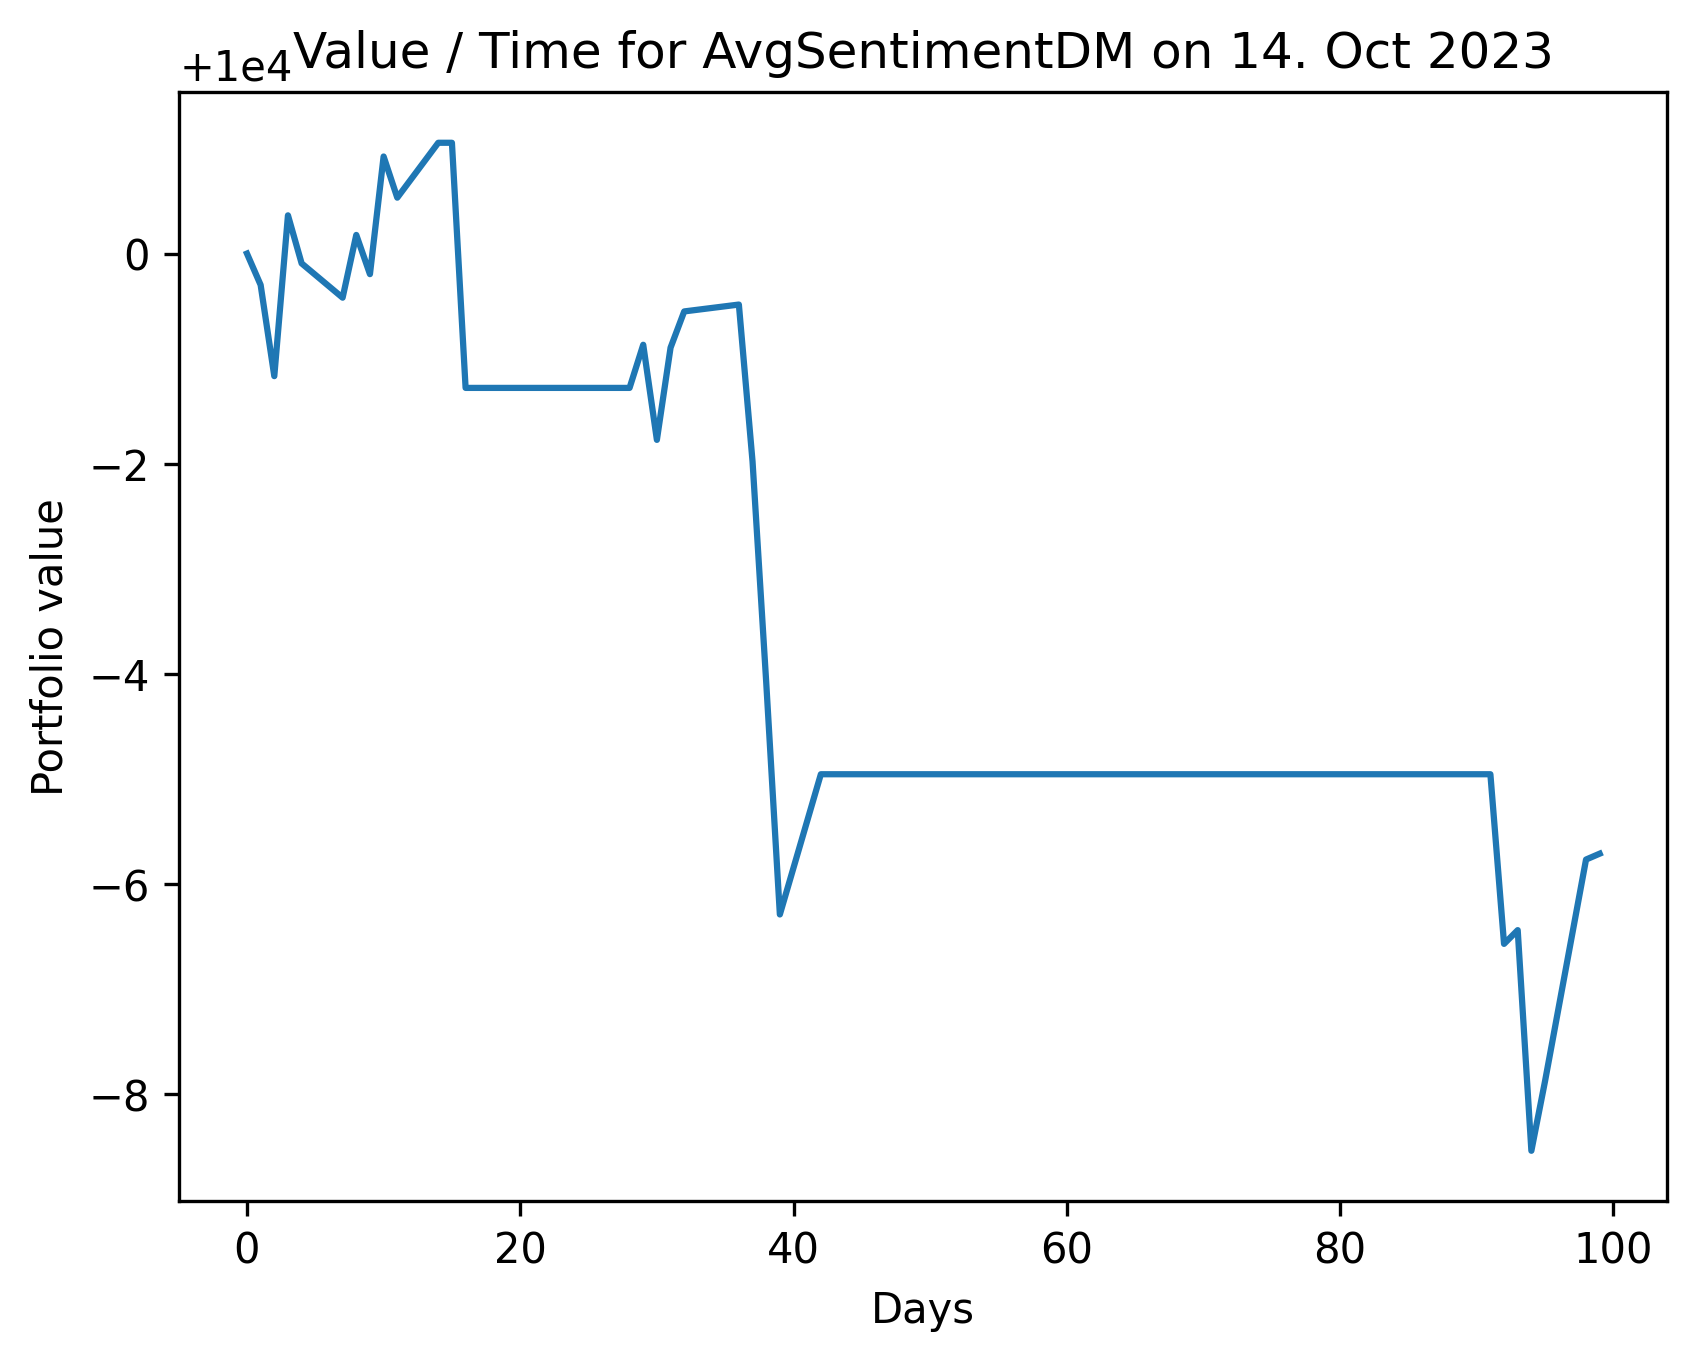 Value / Time for AvgSentimentDM on 14. Oct 2023
+1e4
0
−2
−4
−6
−8
Portfolio value
0 20 40 60 80 100
Days